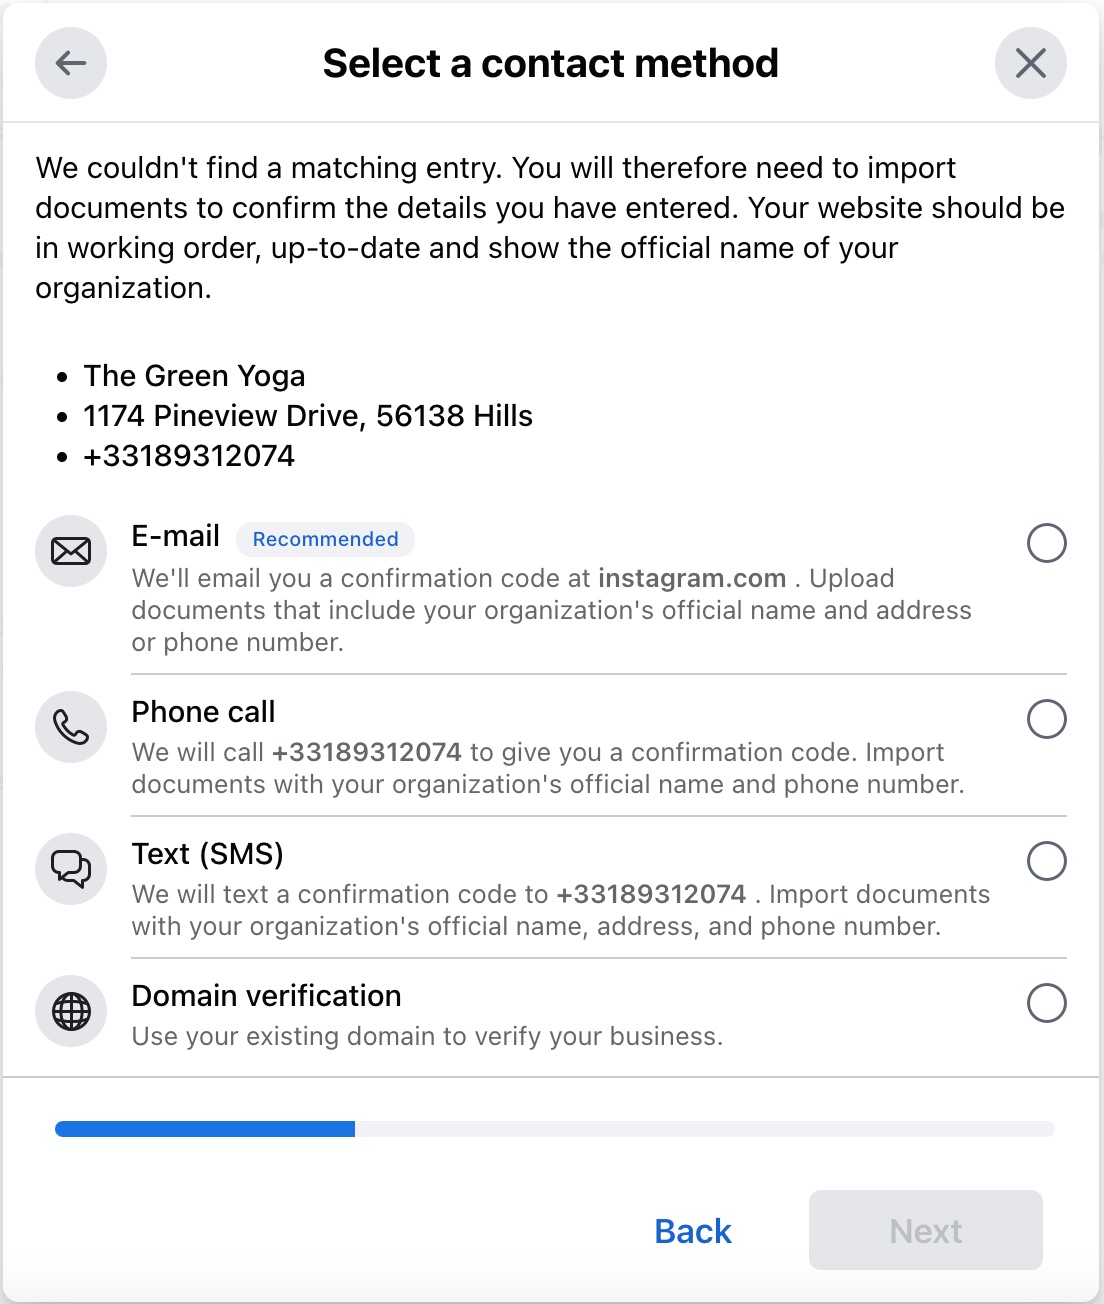 Select a contact method
We couldn't find a matching entry. You will therefore need to import
documents to confirm the details you have entered. Your website should be
in working order, up-to-date and show the official name of your
organization.
• The Green Yoga
• 1174 Pineview Drive, 56138 Hills
• +33189312074
E-mail Recommended
We'll email you a confirmation code at instagram.com . Upload
documents that include your organization's official name and address
or phone number.
Phone call
We will call +33189312074 to give you a confirmation code. Import
documents with your organization's official name and phone number.
Text (SMS)
We will text a confirmation code to +33189312074 . Import documents
with your organization's official name, address, and phone number.
Domain verification
Use your existing domain to verify your business.
Back Next